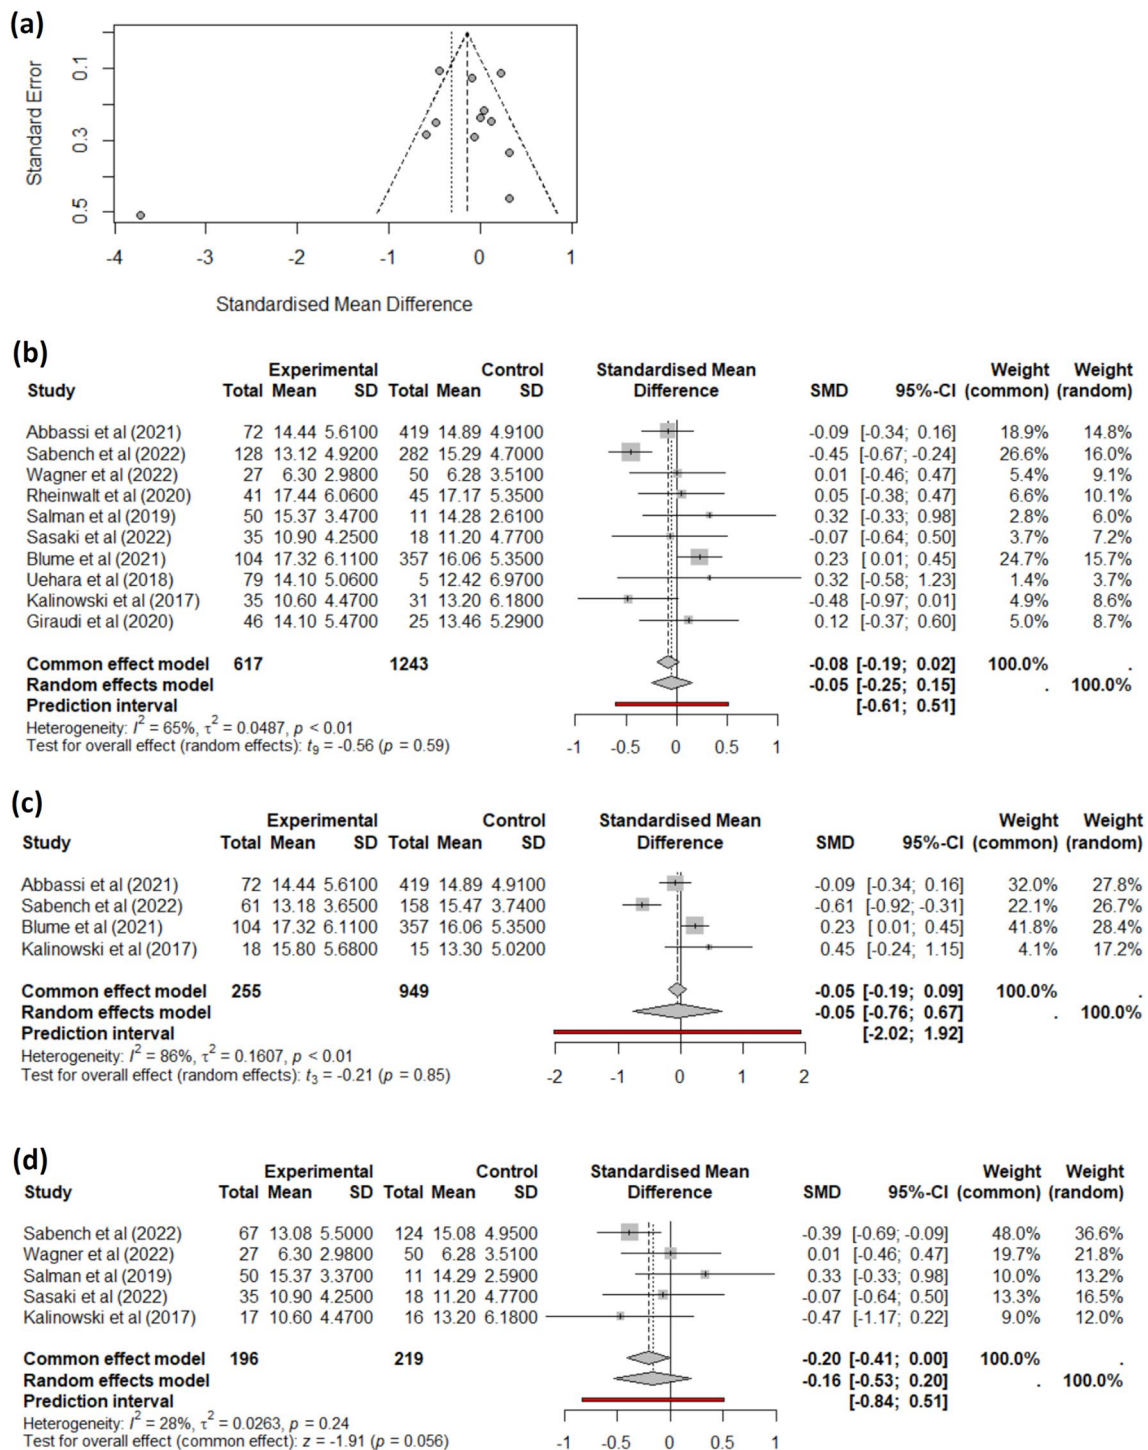 (a)
Standard Error
0.1
0.3
0.5
-4 -3 -2 -1 0 1
Standardised Mean Difference
(b)
Experimental Control Standardised Mean Weight Weight
Study Total Mean SD Total Mean SD Difference SMD 95%-CI (common) (random)
Abbassi et al (2021) 72 14.44 5.6100 419 14.89 4.9100 -0.09 [-0.34; 0.16] 18.9% 14.8%
Sabench et al (2022) 128 13.12 4.9200 282 15.29 4.7000 -0.45 [-0.67; -0.24] 26.6% 16.0%
Wagner et al (2022) 27 6.30 2.9800 50 6.28 3.5100 0.01 [-0.46; 0.47] 5.4% 9.1%
Rheinwalt et al (2020) 41 17.44 6.0600 45 17.17 5.3500 0.05 [-0.38; 0.47] 6.6% 10.1%
Salman et al (2019) 50 15.37 3.4700 11 14.28 2.6100 0.32 [-0.33; 0.98] 2.8% 6.0%
Sasaki et al (2022) 35 10.90 4.2500 18 11.20 4.7700 -0.07 [-0.64; 0.50] 3.7% 7.2%
Blume et al (2021) 104 17.32 6.1100 357 16.06 5.3500 0.23 [ 0.01; 0.45] 24.7% 15.7%
Uehara et al (2018) 79 14.10 5.0600 5 12.42 6.9700 0.32 [-0.58; 1.23] 1.4% 3.7%
Kalinowski et al (2017) 35 10.60 4.4700 31 13.20 6.1800 -0.48 [-0.97; 0.01] 4.9% 8.6%
Giraudi et al (2020) 46 14.10 5.4700 25 13.46 5.2900 0.12 [-0.37; 0.60] 5.0% 8.7%
Common effect model 617 1243 -0.08 [-0.19; 0.02] 100.0% .
Random effects model -0.05 [-0.25; 0.15] . 100.0%
Prediction interval [-0.61; 0.51]
Heterogeneity: I² = 65%, τ² = 0.0487, p < 0.01
Test for overall effect (random effects): t₉ = -0.56 (p = 0.59)
-1 -0.5 0 0.5 1
(c)
Experimental Control Standardised Mean Weight Weight
Study Total Mean SD Total Mean SD Difference SMD 95%-CI (common) (random)
Abbassi et al (2021) 72 14.44 5.6100 419 14.89 4.9100 -0.09 [-0.34; 0.16] 32.0% 27.8%
Sabench et al (2022) 61 13.18 3.6500 158 15.47 3.7400 -0.61 [-0.92; -0.31] 22.1% 26.7%
Blume et al (2021) 104 17.32 6.1100 357 16.06 5.3500 0.23 [ 0.01; 0.45] 41.8% 28.4%
Kalinowski et al (2017) 18 15.80 5.6800 15 13.30 5.0200 0.45 [-0.24; 1.15] 4.1% 17.2%
Common effect model 255 949 -0.05 [-0.19; 0.09] 100.0% .
Random effects model -0.05 [-0.76; 0.67] . 100.0%
Prediction interval [-2.02; 1.92]
Heterogeneity: I² = 86%, τ² = 0.1607, p < 0.01
Test for overall effect (random effects): t₃ = -0.21 (p = 0.85)
-2 -1 0 1 2
(d)
Experimental Control Standardised Mean Weight Weight
Study Total Mean SD Total Mean SD Difference SMD 95%-CI (common) (random)
Sabench et al (2022) 67 13.08 5.5000 124 15.08 4.9500 -0.39 [-0.69; -0.09] 48.0% 36.6%
Wagner et al (2022) 27 6.30 2.9800 50 6.28 3.5100 0.01 [-0.46; 0.47] 19.7% 21.8%
Salman et al (2019) 50 15.37 3.3700 11 14.29 2.5900 0.33 [-0.33; 0.98] 10.0% 13.2%
Sasaki et al (2022) 35 10.90 4.2500 18 11.20 4.7700 -0.07 [-0.64; 0.50] 13.3% 16.5%
Kalinowski et al (2017) 17 10.60 4.4700 16 13.20 6.1800 -0.47 [-1.17; 0.22] 9.0% 12.0%
Common effect model 196 219 -0.20 [-0.41; 0.00] 100.0% .
Random effects model -0.16 [-0.53; 0.20] . 100.0%
Prediction interval [-0.84; 0.51]
Heterogeneity: I² = 28%, τ² = 0.0263, p = 0.24
Test for overall effect (common effect): z = -1.91 (p = 0.056)
-1 -0.5 0 0.5 1